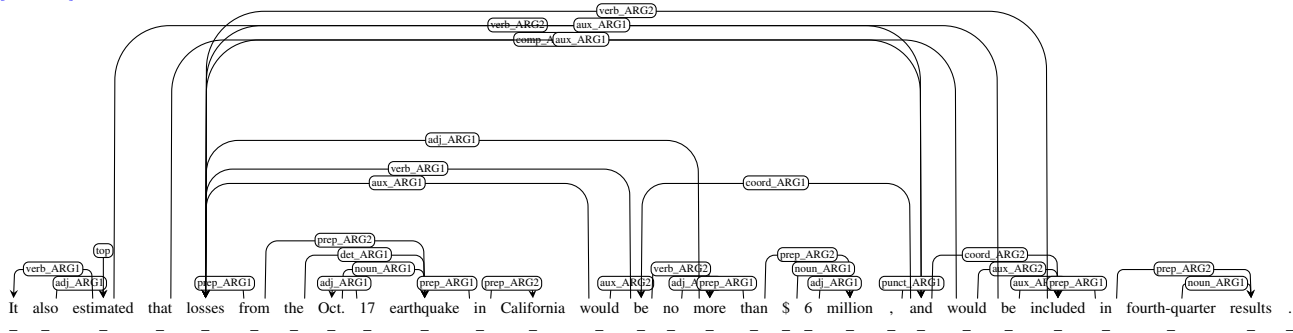 verb_ARG2
verb_ARG2 aux_ARG1
comp_A aux_ARG1
adj_ARG1
verb_ARG1
aux_ARG1 coord_ARG1
prep_ARG2
top det_ARG1 prep_ARG2 coord_ARG2
verb_ARG1 noun_ARG1 verb_ARG2 noun_ARG1 aux_ARG2 prep_ARG2
adj_ARG1 prep_ARG1 adj_ARG1 prep_ARG1 prep_ARG2 aux_ARG2 adj_A prep_ARG1 adj_ARG1 punct_ARG1 aux_A prep_ARG1 noun_ARG1
It also estimated that losses from the Oct. 17 earthquake in California would be no more than $ 6 million , and would be included in fourth-quarter results .